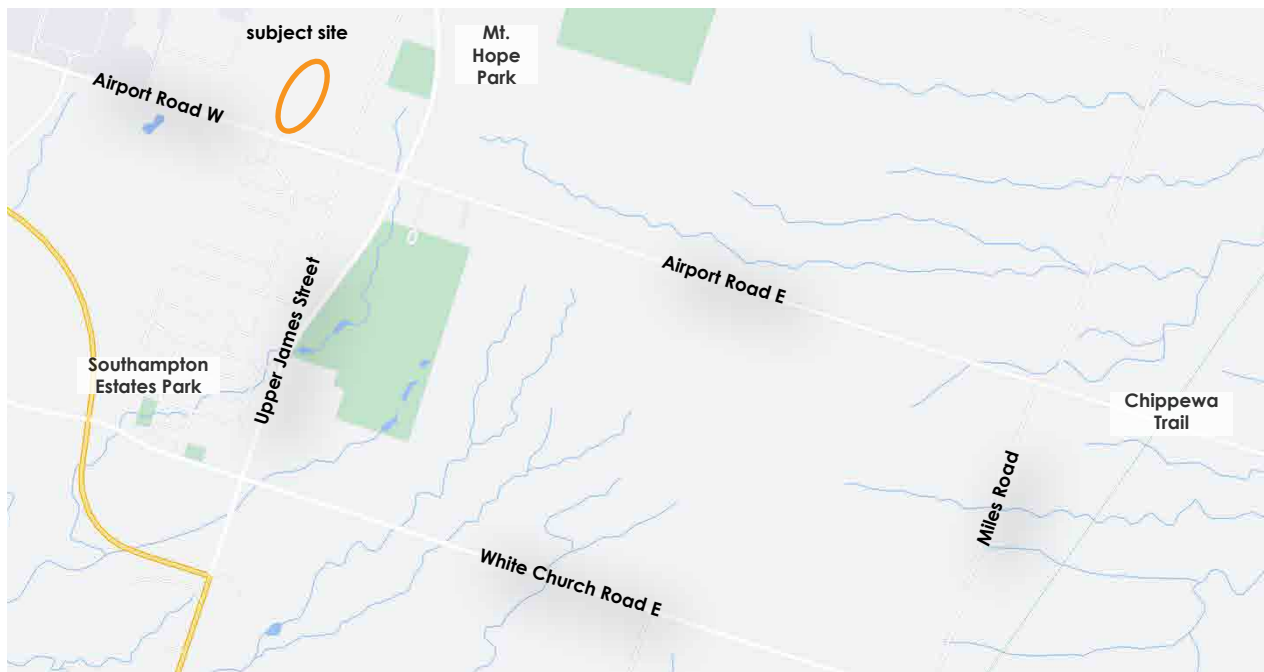 subject site
Mt.
Hope
Park
Airport Road W
Airport Road E
Upper James Street
Southampton
Estates Park
Chippewa
Trail
Miles Road
White Church Road E